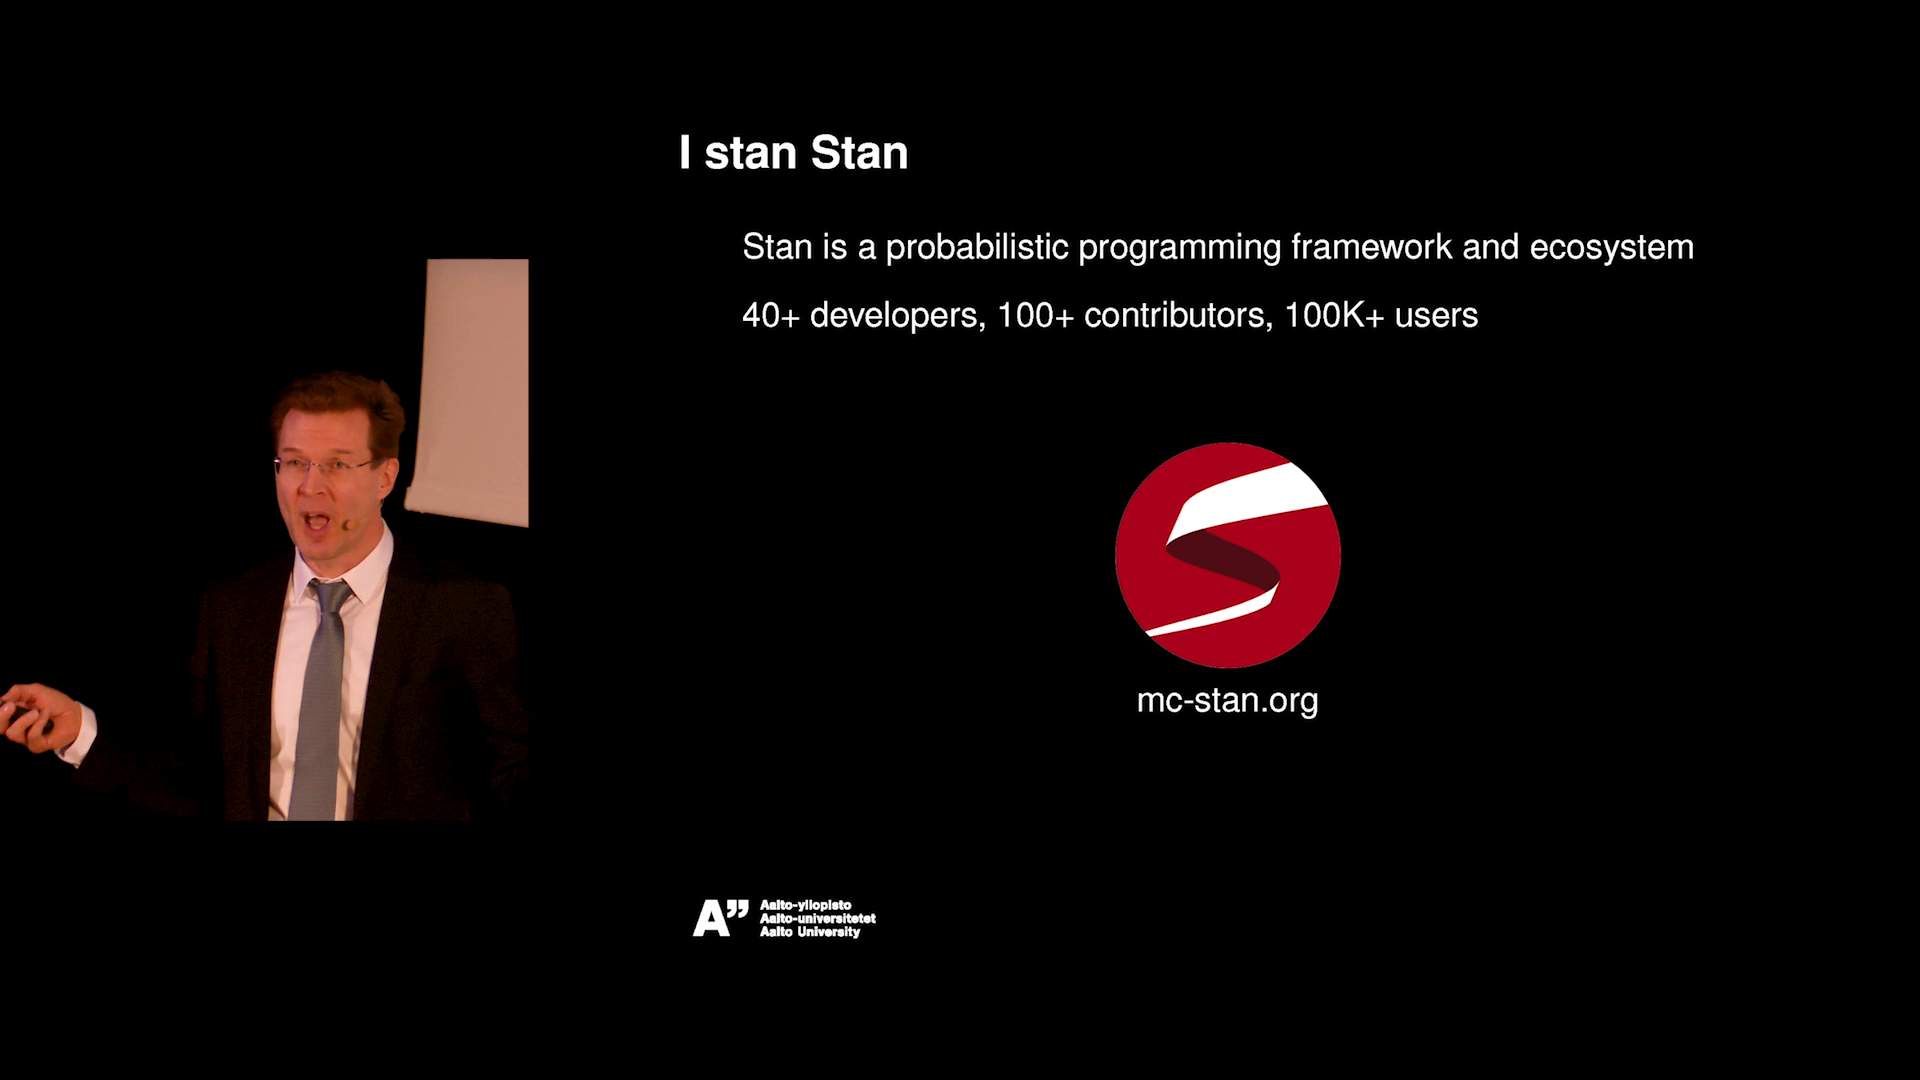 I stan Stan
Stan is a probabilistic programming framework and ecosystem
40+ developers, 100+ contributors, 100K+ users
mc-stan.org
A”
Aalto-yliopisto
Aalto-universitetet
Aalto University